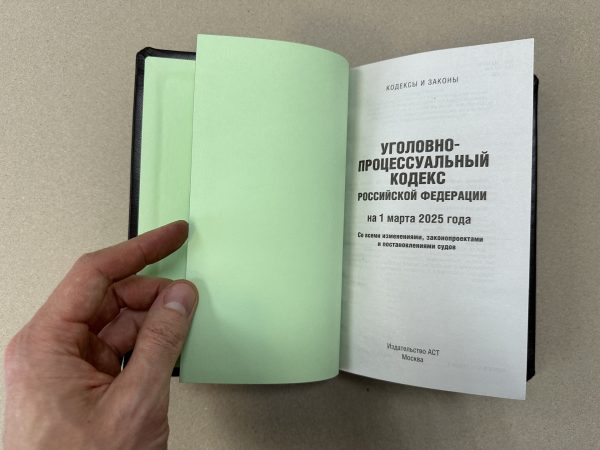 КОДЕКСЫ И ЗАКОНЫ
УГОЛОВНО-
ПРОЦЕССУАЛЬНЫЙ
КОДЕКС
РОССИЙСКОЙ ФЕДЕРАЦИИ
на 1 марта 2025 года
Со всеми изменениями, законопроектами
и постановлениями судов
Издательство АСТ
Москва